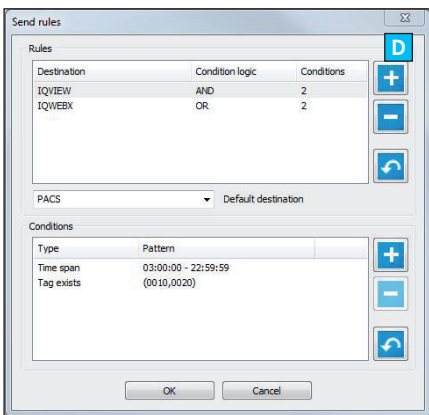 Send rules
D
Rules
Destination Condition logic Conditions
IQVIEW AND 2
IQWEBX OR 2
PACS Default destination
Conditions
Type Pattern
Time span 03:00:00 - 22:59:59
Tag exists (0010,0020)
OK Cancel